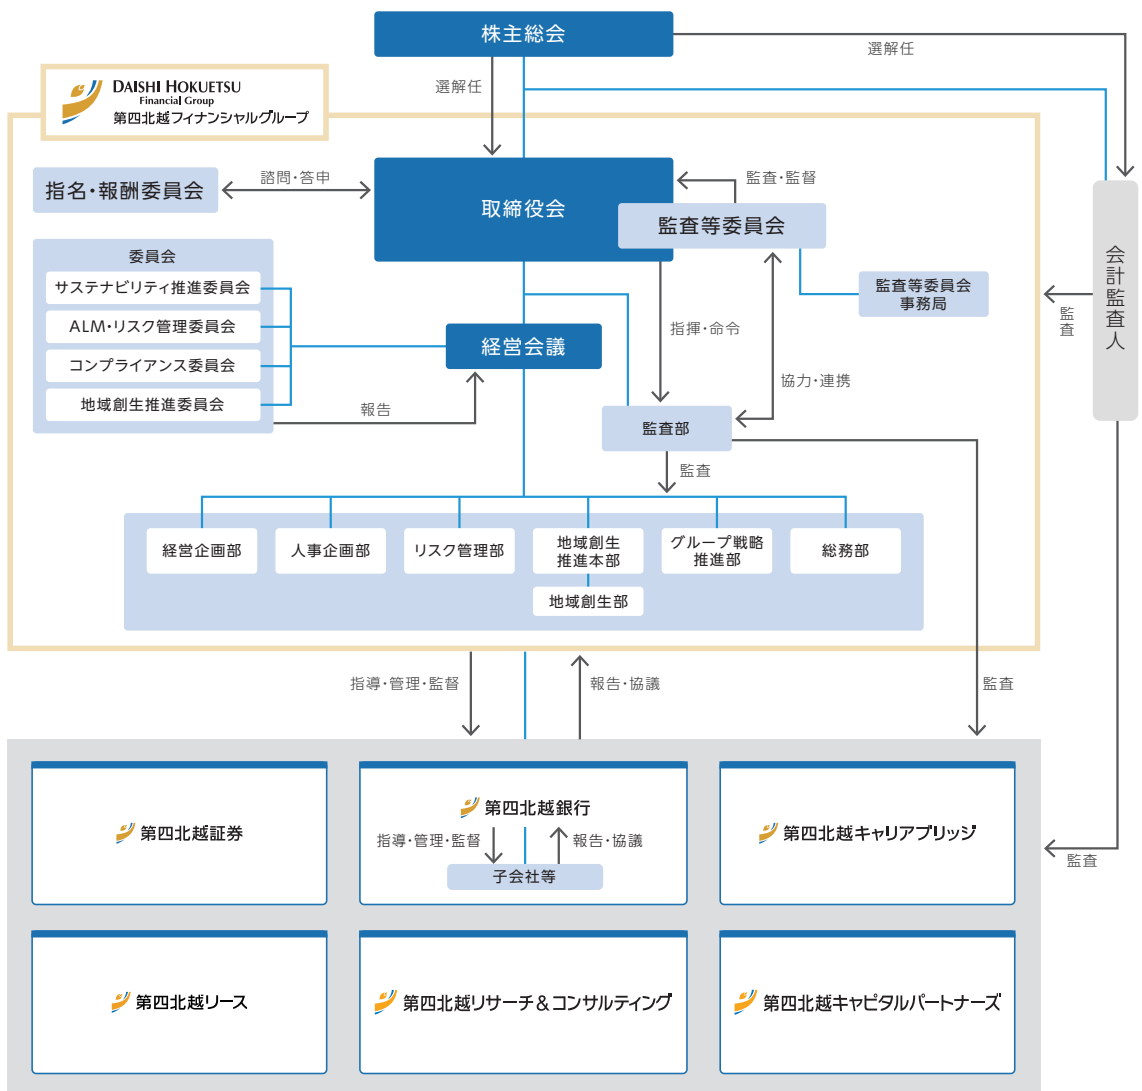 株主総会
選解任
選解任
DAISHI HOKUETSU
Financial Group
第四北越フィナンシャルグループ
指名・報酬委員会
諮問・答申
取締役会
監査・監督
監査等委員会
監査等委員会
事務局
会計監査人
監査
委員会
サステナビリティ推進委員会
ALM・リスク管理委員会
コンプライアンス委員会
地域創生推進委員会
経営会議
報告
指揮・命令
協力・連携
監査部
監査
経営企画部
人事企画部
リスク管理部
地域創生
推進本部
グループ戦略
推進部
総務部
地域創生部
指導・管理・監督
報告・協議
監査
第四北越証券
第四北越銀行
指導・管理・監督
報告・協議
子会社等
第四北越キャリアブリッジ
監査
第四北越リース
第四北越リサーチ&コンサルティング
第四北越キャピタルパートナーズ